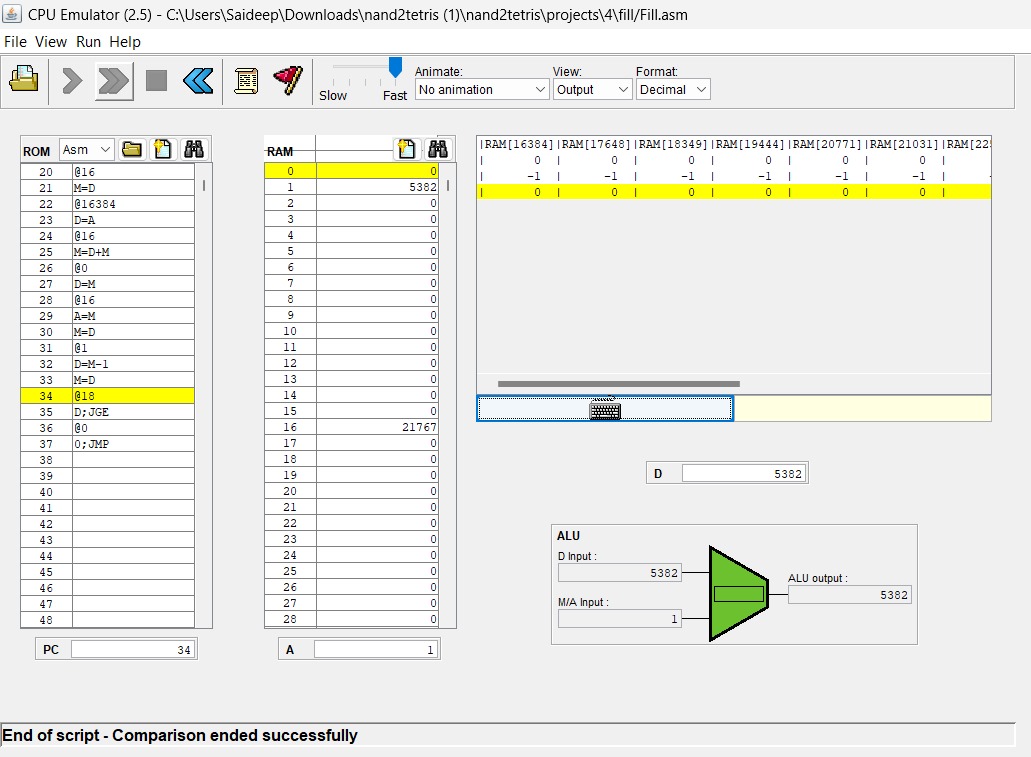 CPU Emulator (2.5) - C:\Users\Saideep\Downloads\nand2tetris (1)\nand2tetris\projects\4\fill/Fill.asm
File View Run Help
Slow Fast
Animate: View: Format:
No animation Output Decimal
ROM Asm
20 @16
21 M=D
22 @16384
23 D=A
24 @16
25 M=D+M
26 @0
27 D=M
28 @16
29 A=M
30 M=D
31 @1
32 D=M-1
33 M=D
34 @18
35 D;JGE
36 @0
37 0;JMP
38
39
40
41
42
43
44
45
46
47
48
PC 34
RAM
0 0
1 5382
2 0
3 0
4 0
5 0
6 0
7 0
8 0
9 0
10 0
11 0
12 0
13 0
14 0
15 0
16 21767
17 0
18 0
19 0
20 0
21 0
22 0
23 0
24 0
25 0
26 0
27 0
28 0
A 1
|RAM[16384]|RAM[17648]|RAM[18349]|RAM[19444]|RAM[20771]|RAM[21031]|RAM[225
| 0 | 0 | 0 | 0 | 0 | 0 |
| -1 | -1 | -1 | -1 | -1 | -1 |
| 0 | 0 | 0 | 0 | 0 | 0 |
D 5382
ALU
D Input :
5382
M/A Input :
1
ALU output :
5382
End of script - Comparison ended successfully